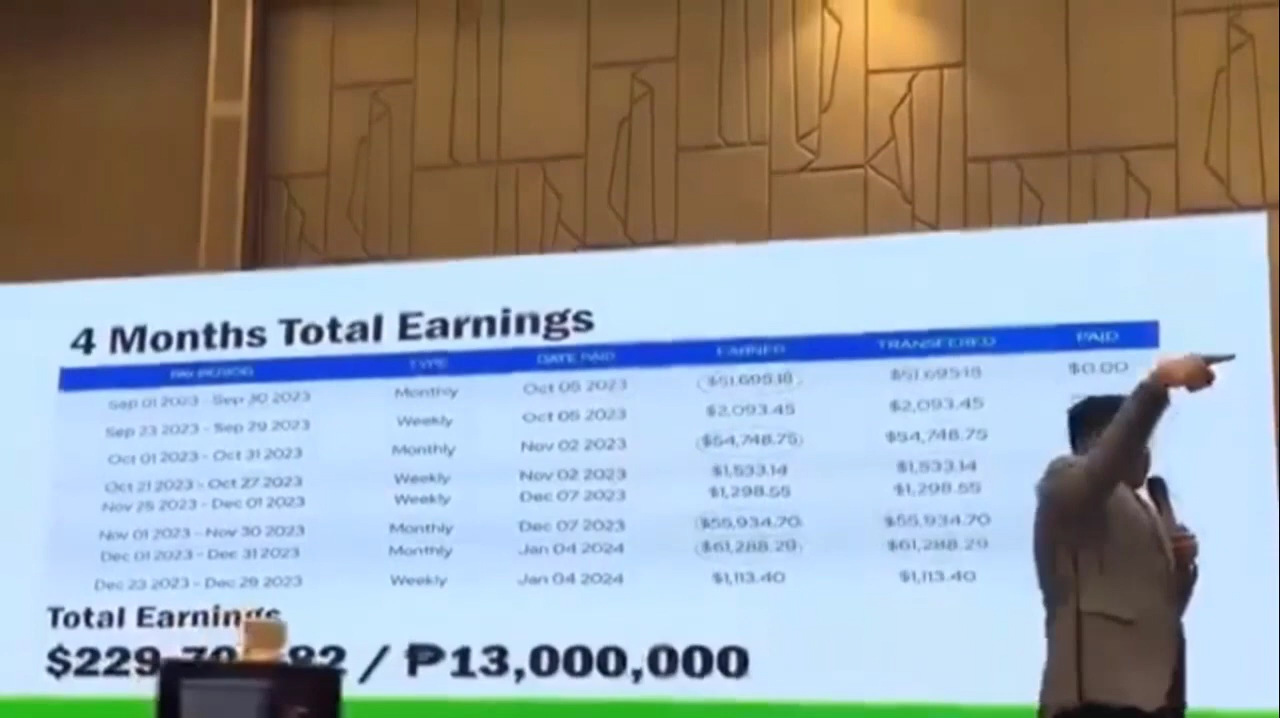 4 Months Total Earnings
PAY PERIOD TYPE DATE PAID EARNED TRANSFERRED PAID
Sep 01 2023 - Sep 30 2023 Monthly Oct 05 2023 ($51,695.18) $51,695.18 $0.00
Sep 23 2023 - Sep 29 2023 Weekly Oct 05 2023 $2,093.45 $2,093.45
Oct 01 2023 - Oct 31 2023 Monthly Nov 02 2023 ($54,748.75) $54,748.75
Oct 21 2023 - Oct 27 2023 Weekly Nov 02 2023 $1,533.14 $1,533.14
Nov 25 2023 - Dec 01 2023 Weekly Dec 07 2023 $1,298.55 $1,298.55
Nov 01 2023 - Nov 30 2023 Monthly Dec 07 2023 ($55,934.70) $55,934.70
Dec 01 2023 - Dec 31 2023 Monthly Jan 04 2024 ($61,288.29) $61,288.29
Dec 23 2023 - Dec 29 2023 Weekly Jan 04 2024 $1,113.40 $1,113.40
Total Earnings
/ ₱13,000,000